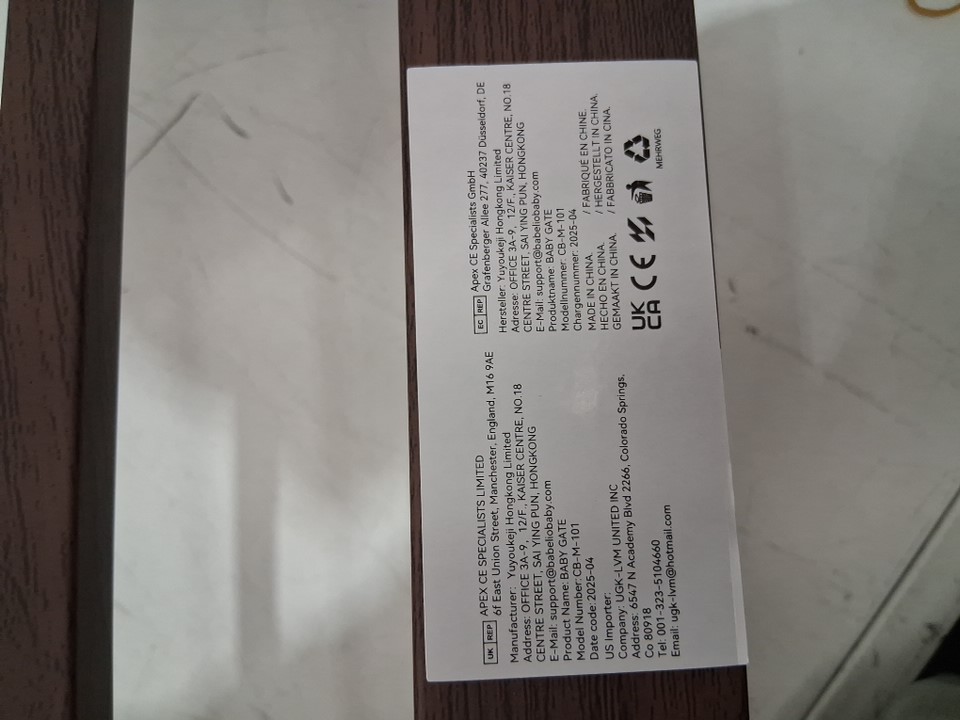 UK REP APEX CE SPECIALISTS LIMITED
6f East Union Street, Manchester, England, M16 9AE
Manufacturer: Yuyoukeji Hongkong Limited
Address: OFFICE 3A-9, 12/F., KAISER CENTRE, NO.18
CENTRE STREET, SAI YING PUN, HONGKONG
E-Mail: support@babeliobaby.com
Product Name: BABY GATE
Model Number: CB-M-101
Date code: 2025-04
US Importer:
Company: UGK-LVM UNITED INC
Address: 6547 N Academy Blvd 2266, Colorado Springs,
Co 80918
Tel: 001-323-5104660
Email: ugk-lvm@hotmail.com
EC REP Apex CE Specialists GmbH
Grafenberger Allee 277, 40237 Düsseldorf, DE
Hersteller: Yuyoukeji Hongkong Limited
Adresse: OFFICE 3A-9, 12/F., KAISER CENTRE, NO.18
CENTRE STREET, SAI YING PUN, HONGKONG
E-Mail: support@babeliobaby.com
Produktname: BABY GATE
Modellnummer: CB-M-101
Chargennummer: 2025-04
MADE IN CHINA. / FABRIQUÉ EN CHINE.
HECHO EN CHINA. / HERGESTELLT IN CHINA.
GEMAAKT IN CHINA. / FABBRICATO IN CINA.
UK
CA CE
MEHRWEG